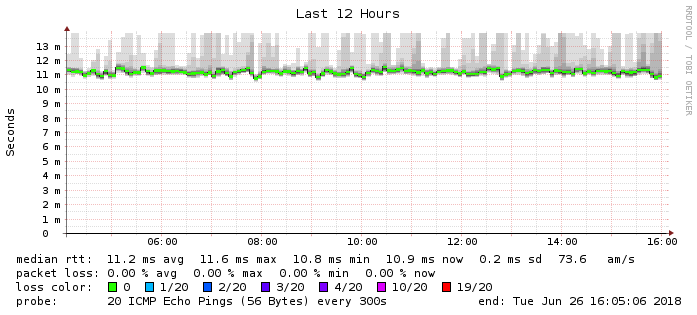 Last 12 Hours
RRDTOOL / TOBI OETIKER
Seconds
13 m
12 m
11 m
10 m
9 m
8 m
7 m
6 m
5 m
4 m
3 m
2 m
1 m
0
06:00 08:00 10:00 12:00 14:00 16:00
median rtt: 11.2 ms avg 11.6 ms max 10.8 ms min 10.9 ms now 0.2 ms sd 73.6 am/s
packet loss: 0.00 % avg 0.00 % max 0.00 % min 0.00 % now
loss color: 0 1/20 2/20 3/20 4/20 10/20 19/20
probe: 20 ICMP Echo Pings (56 Bytes) every 300s end: Tue Jun 26 16:05:06 2018